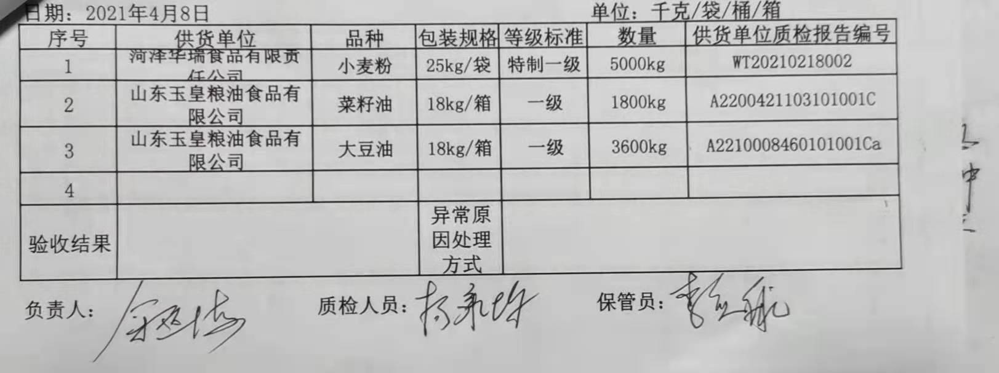 日期：2021年4月8日 单位：千克/袋/桶/箱
序号 供货单位 品种 包装规格 等级标准 数量 供货单位质检报告编号
1 菏泽华瑞食品有限责任公司 小麦粉 25kg/袋 特制一级 5000kg WT20210218002
2 山东玉皇粮油食品有限公司 菜籽油 18kg/箱 一级 1800kg A2200421103101001C
3 山东玉皇粮油食品有限公司 大豆油 18kg/箱 一级 3600kg A2210008460101001Ca
4
验收结果 异常原因处理方式
负责人： 质检人员： 保管员：